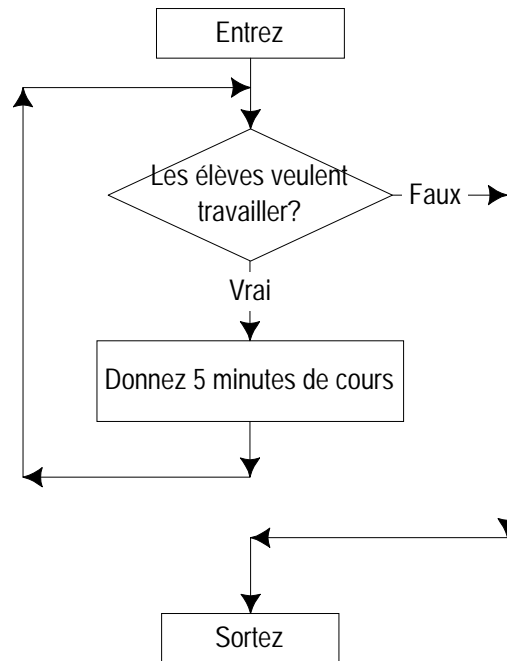 Entrez
Les élèves veulent
travailler?
Faux
Vrai
Donnez 5 minutes de cours
Sortez